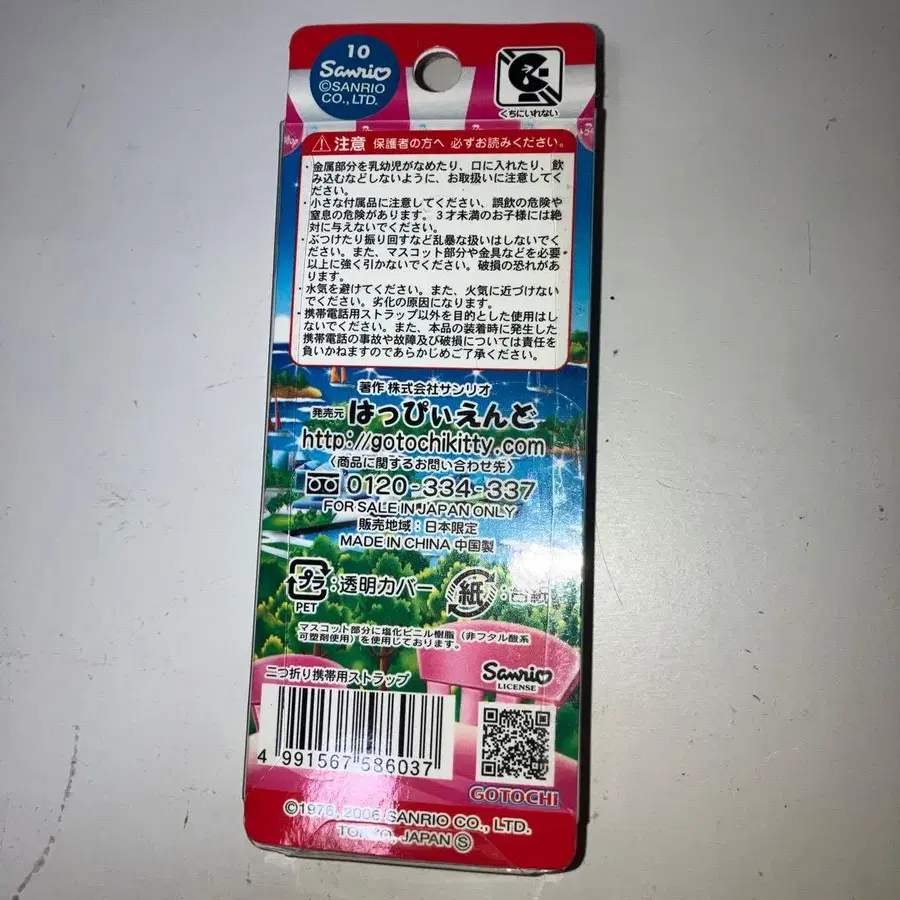 10
Sanrio
©SANRIO
CO., LTD.
くちにいれない
注意 保護者の方へ 必ずお読みください。
・金属部分を乳幼児がなめたり、口に入れたり、飲
み込むなどしないように、お取扱いに注意してく
ださい。
・小さな付属品に注意してください、誤飲の危険や
窒息の危険があります。3才未満のお子様には絶
対に与えないでください。
・ぶつけたり振り回すなど乱暴な扱いはしないでく
ださい。また、マスコット部分や金具などを必要
以上に強く引かないでください。破損の恐れがあ
ります。
・水気を避けてください。また、火気に近づけない
でください。劣化の原因になります。
・携帯電話用ストラップ以外を目的とした使用はし
ないでください。また、本品の装着時に発生した
携帯電話の事故や故障及び破損については責任を
負いかねますのであらかじめご了承ください。
著作 株式会社サンリオ
発売元 はっぴぃえんど
http://gotochikitty.com
〈商品に関するお問い合わせ先〉
0120-334-337
FOR SALE IN JAPAN ONLY
販売地域：日本限定
MADE IN CHINA 中国製
プラ：透明カバー 紙：台紙
PET
マスコット部分に塩化ビニル樹脂（非フタル酸系
可塑剤使用）を使用しております。
二つ折り携帯用ストラップ
Sanrio
LICENSE
4 991567 586037
GOTOCHI
©1976, 2006 SANRIO CO., LTD.
TOKYO, JAPAN Ⓢ